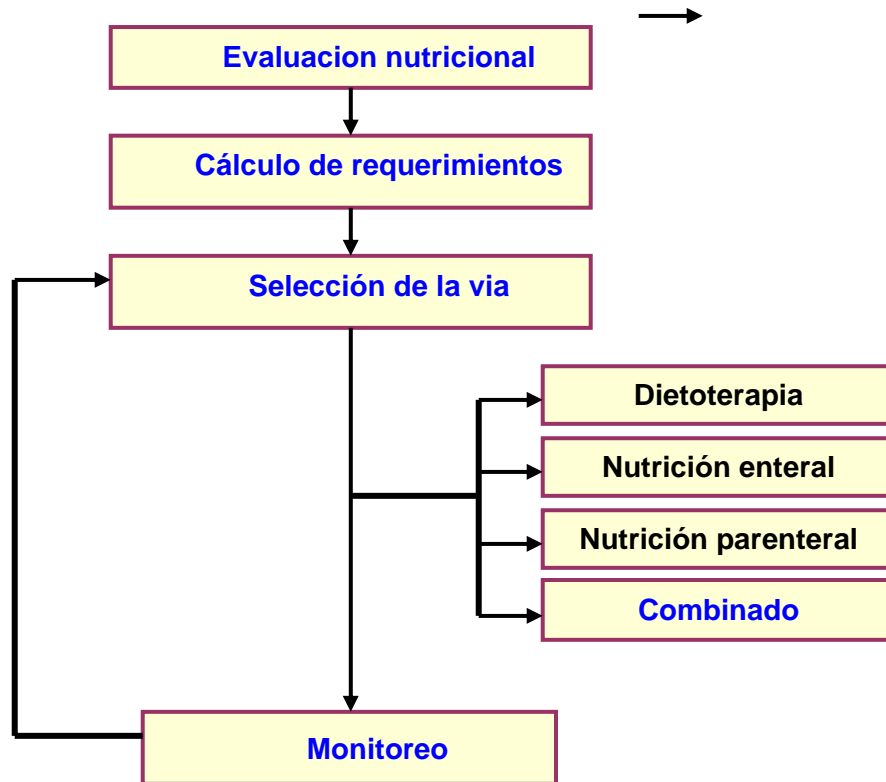 Evaluacion nutricional
Cálculo de requerimientos
Selección de la via
Dietoterapia
Nutrición enteral
Nutrición parenteral
Combinado
Monitoreo